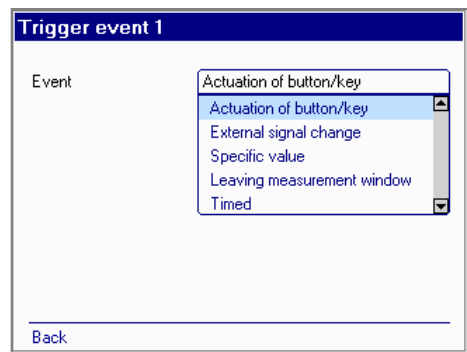 Trigger event 1
Event
Actuation of button/key
Actuation of button/key
External signal change
Specific value
Leaving measurement window
Timed
Back